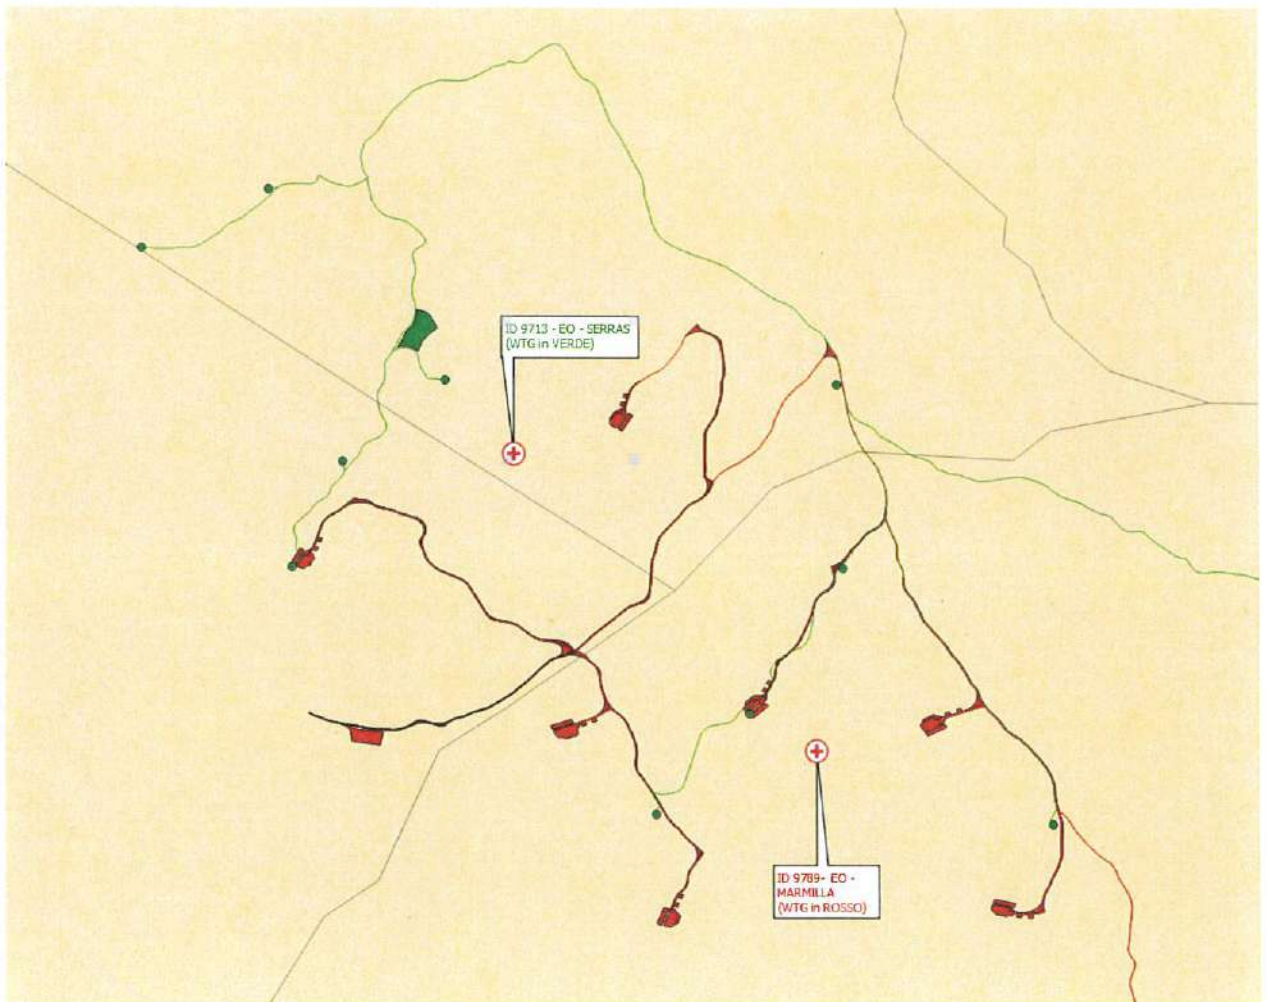 ID 9713 - EO - SERRAS
(WTG in VERDE)
ID 9789- EO -
MARMILLA
(WTG in ROSSO)